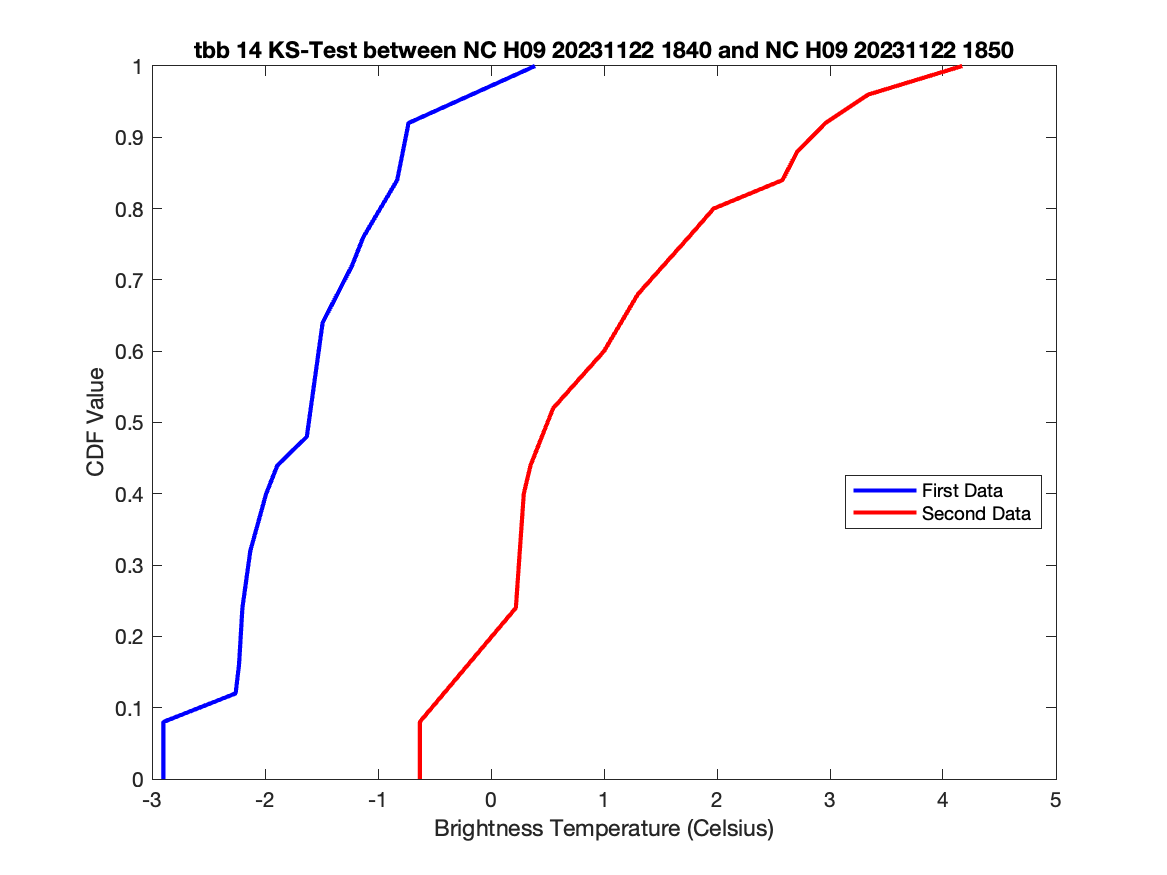 tbb 14 KS-Test between NC H09 20231122 1840 and NC H09 20231122 1850
1
0.9
0.8
0.7
0.6
0.5
0.4
0.3
0.2
0.1
0
CDF Value
First Data
Second Data
-3 -2 -1 0 1 2 3 4 5
Brightness Temperature (Celsius)